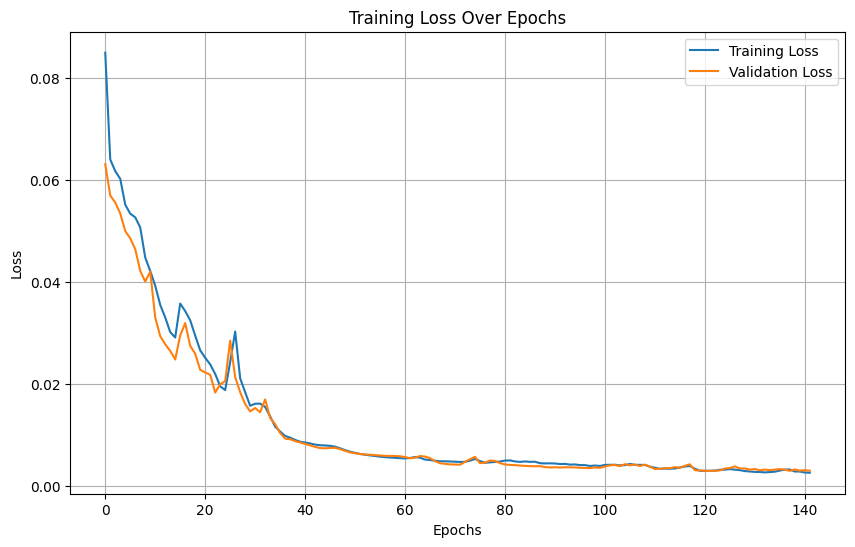 Training Loss Over Epochs
Training Loss
Validation Loss
Loss
0.08
0.06
0.04
0.02
0.00
0 20 40 60 80 100 120 140
Epochs